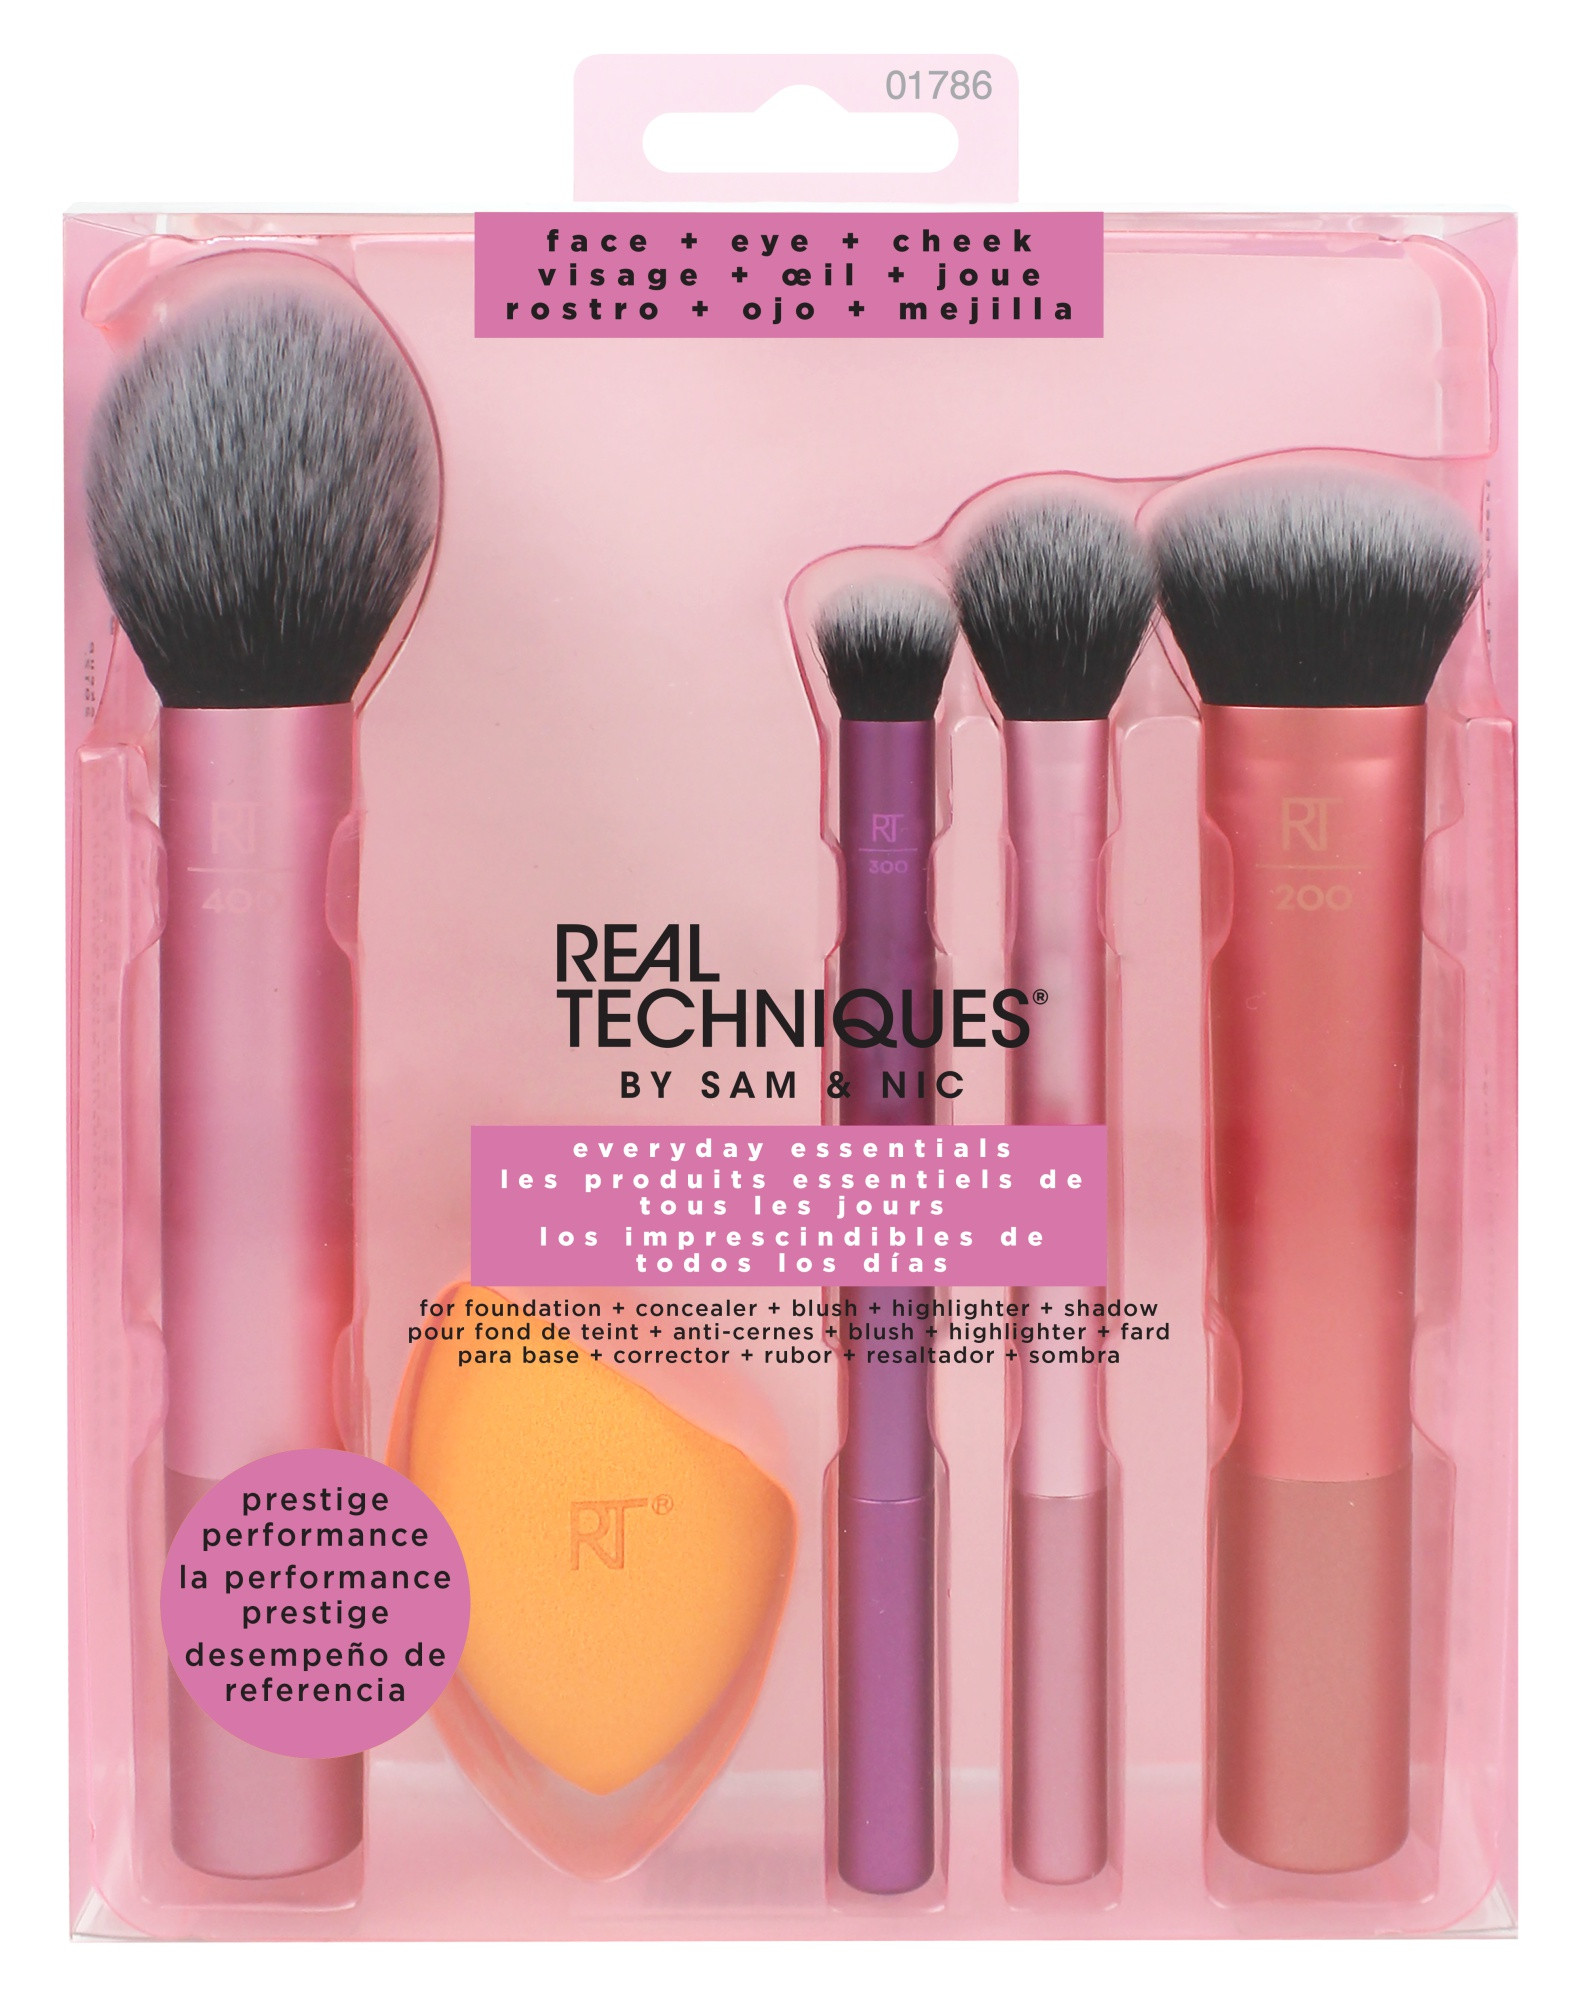 01786
face + eye + cheek
visage + œil + joue
rostro + ojo + mejilla
RT
400
RT
300
RT
200
REAL
TECHNIQUES®
BY SAM & NIC
everyday essentials
les produits essentiels de
tous les jours
los imprescindibles de
todos los días
for foundation + concealer + blush + highlighter + shadow
pour fond de teint + anti-cernes + blush + highlighter + fard
para base + corrector + rubor + resaltador + sombra
RT®
prestige
performance
la performance
prestige
desempeño de
referencia